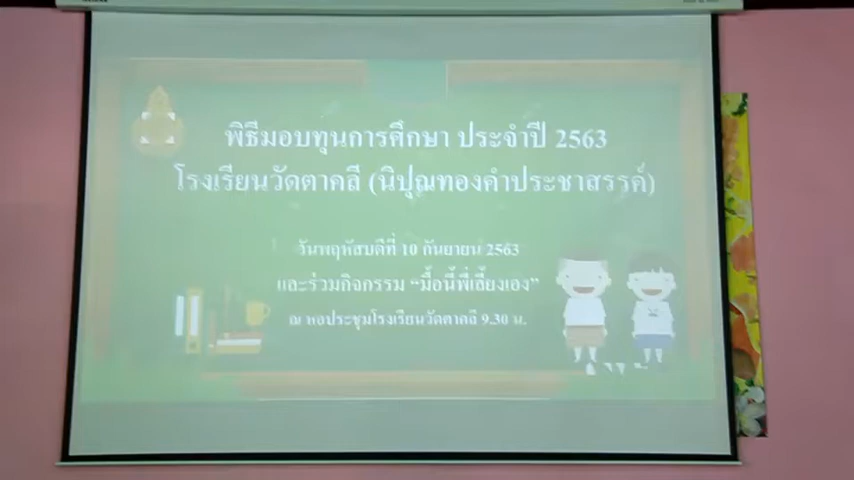 พิธีมอบทุนการศึกษา ประจำปี 2563
โรงเรียนวัดตาคลี (นิปุณทองคำประชาสรรค์)
วันพฤหัสบดีที่ 10 กันยายน 2563
และร่วมกิจกรรม “มื้อนี้พี่เลี้ยงเอง”
ณ หอประชุมโรงเรียนวัดตาคลี 9.30 น.